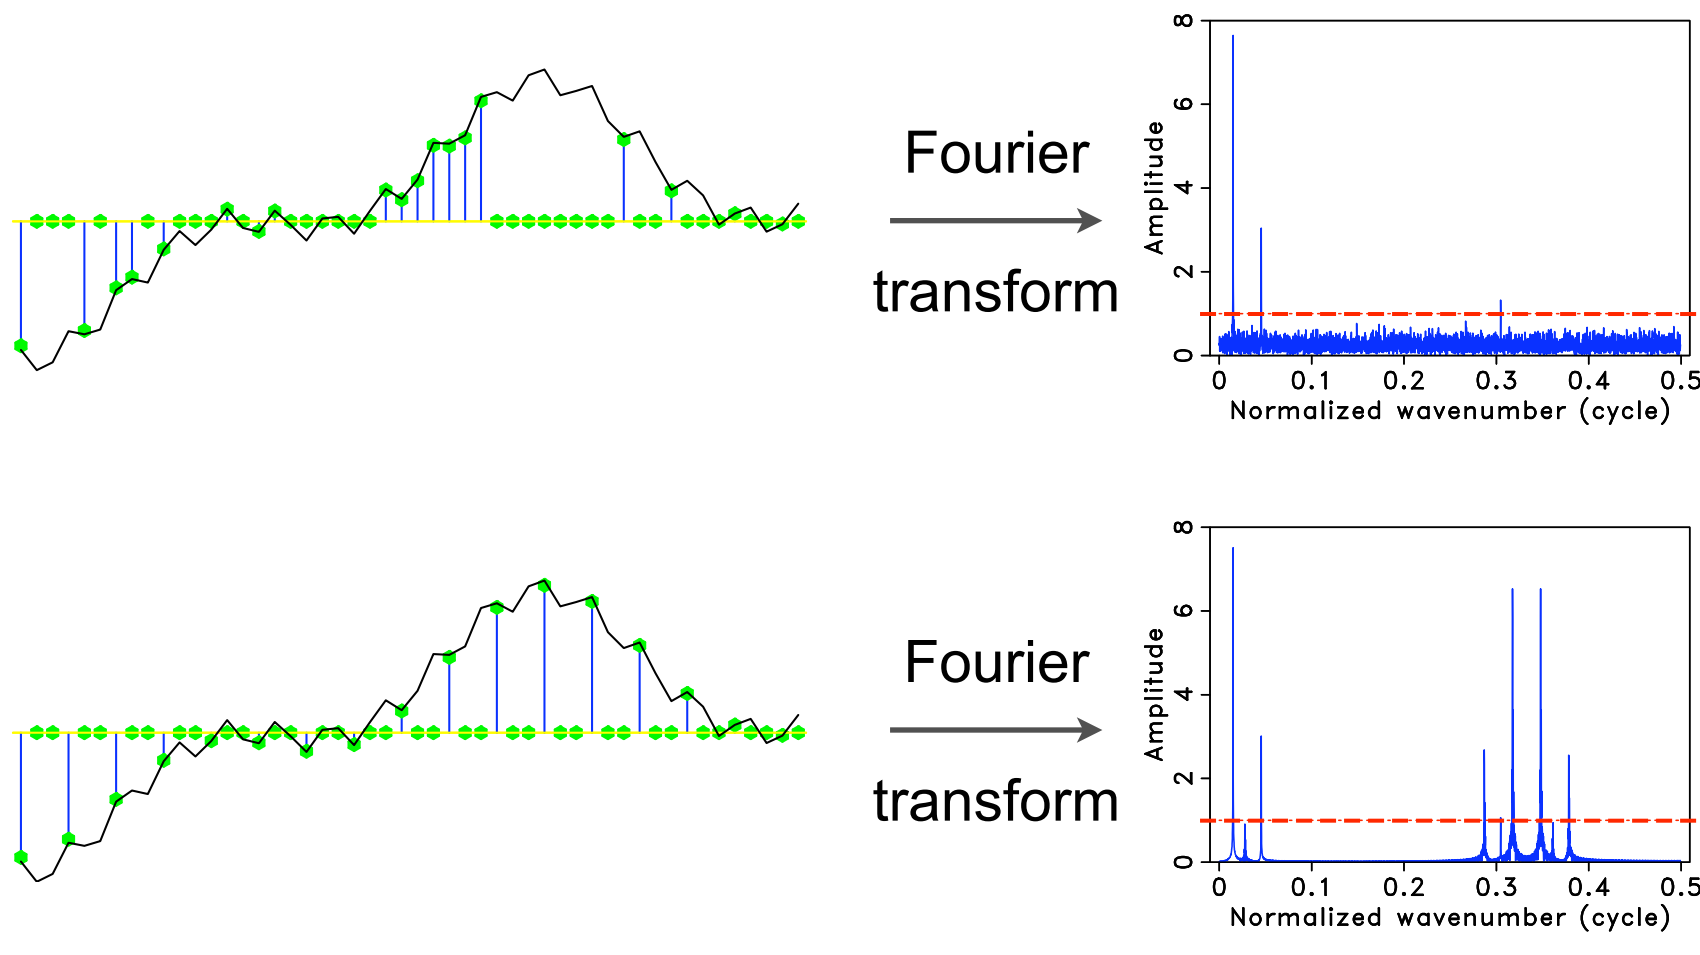 Fourier
transform
8
6
4
2
0
Amplitude
0 0.1 0.2 0.3 0.4 0.5
Normalized wavenumber (cycle)
Fourier
transform
8
6
4
2
0
Amplitude
0 0.1 0.2 0.3 0.4 0.5
Normalized wavenumber (cycle)